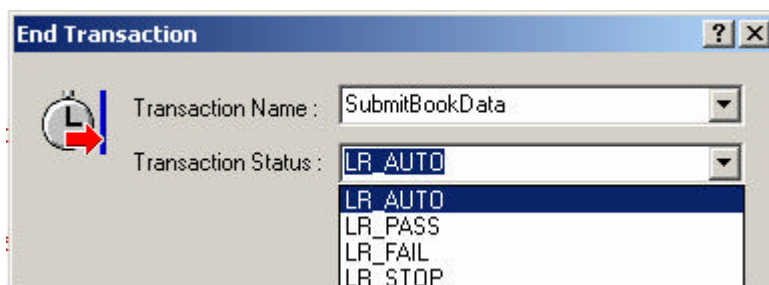 End Transaction
Transaction Name : SubmitBookData
Transaction Status : LR_AUTO
LR_AUTO
LR_PASS
LR_FAIL
LR_STOP